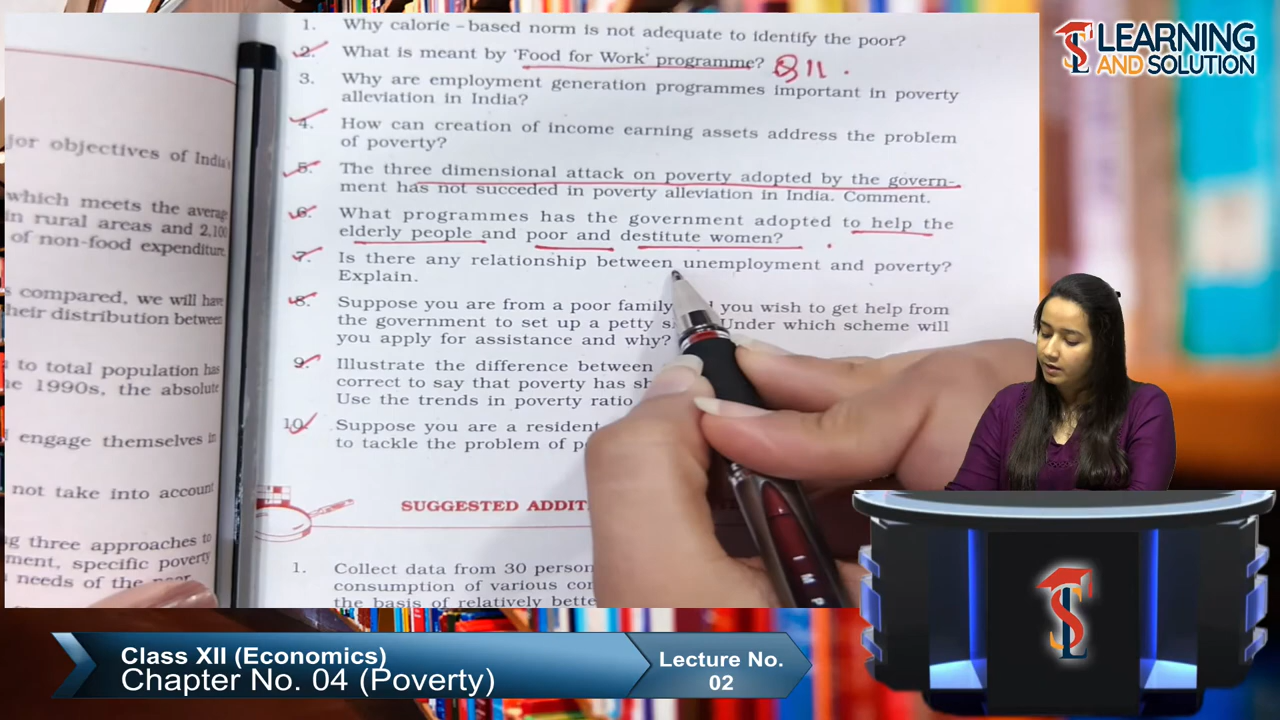 1. Why calorie – based norm is not adequate to identify the poor?
2. What is meant by ‘Food for Work’ programme?
3. Why are employment generation programmes important in poverty
alleviation in India?
4. How can creation of income earning assets address the problem
of poverty?
5. The three dimensional attack on poverty adopted by the govern-
ment has not succeded in poverty alleviation in India. Comment.
6. What programmes has the government adopted to help the
elderly people and poor and destitute women?
7. Is there any relationship between unemployment and poverty?
Explain.
8. Suppose you are from a poor family you wish to get help from
the government to set up a petty Under which scheme will
you apply for assistance and why?
9. Illustrate the difference between
correct to say that poverty has
Use the trends in poverty ratio
10. Suppose you are a resident
to tackle the problem of
SUGGESTED
1. Collect data from 30
consumption of various
the basis of relatively
jor objectives of India's
which meets the average
in rural areas and 2,100
of non-food expenditure.
compared, we will have
heir distribution between
to total population has
1990s, the absolute
engage themselves in
not take into account
three approaches to
ment, specific poverty
needs of the
LEARNING
AND SOLUTION
Class XII (Economics)
Chapter No. 04 (Poverty)
Lecture No.
02